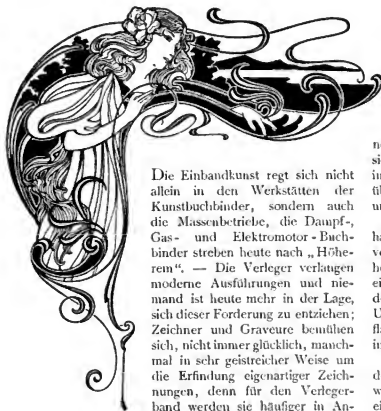 Die Einbandkunst regt sich nicht
allein in den Werkstätten der
Kunstbuchbinder, sondern auch
die Massenbetriebe, die Dampf-,
Gas- und Elektromotor-Buch-
binder streben heute nach „Höhe-
rem“. — Die Verleger verlangen
moderne Ausführungen und nie-
mand ist heute mehr in der Lage,
sich dieser Forderung zu entziehen;
Zeichner und Graveure bemühen
sich, nicht immer glücklich, manch-
mal in sehr geistreicher Weise um
die Erfindung eigenartiger Zeich-
nungen, denn für den Verleger-
band werden sie häufiger in An-